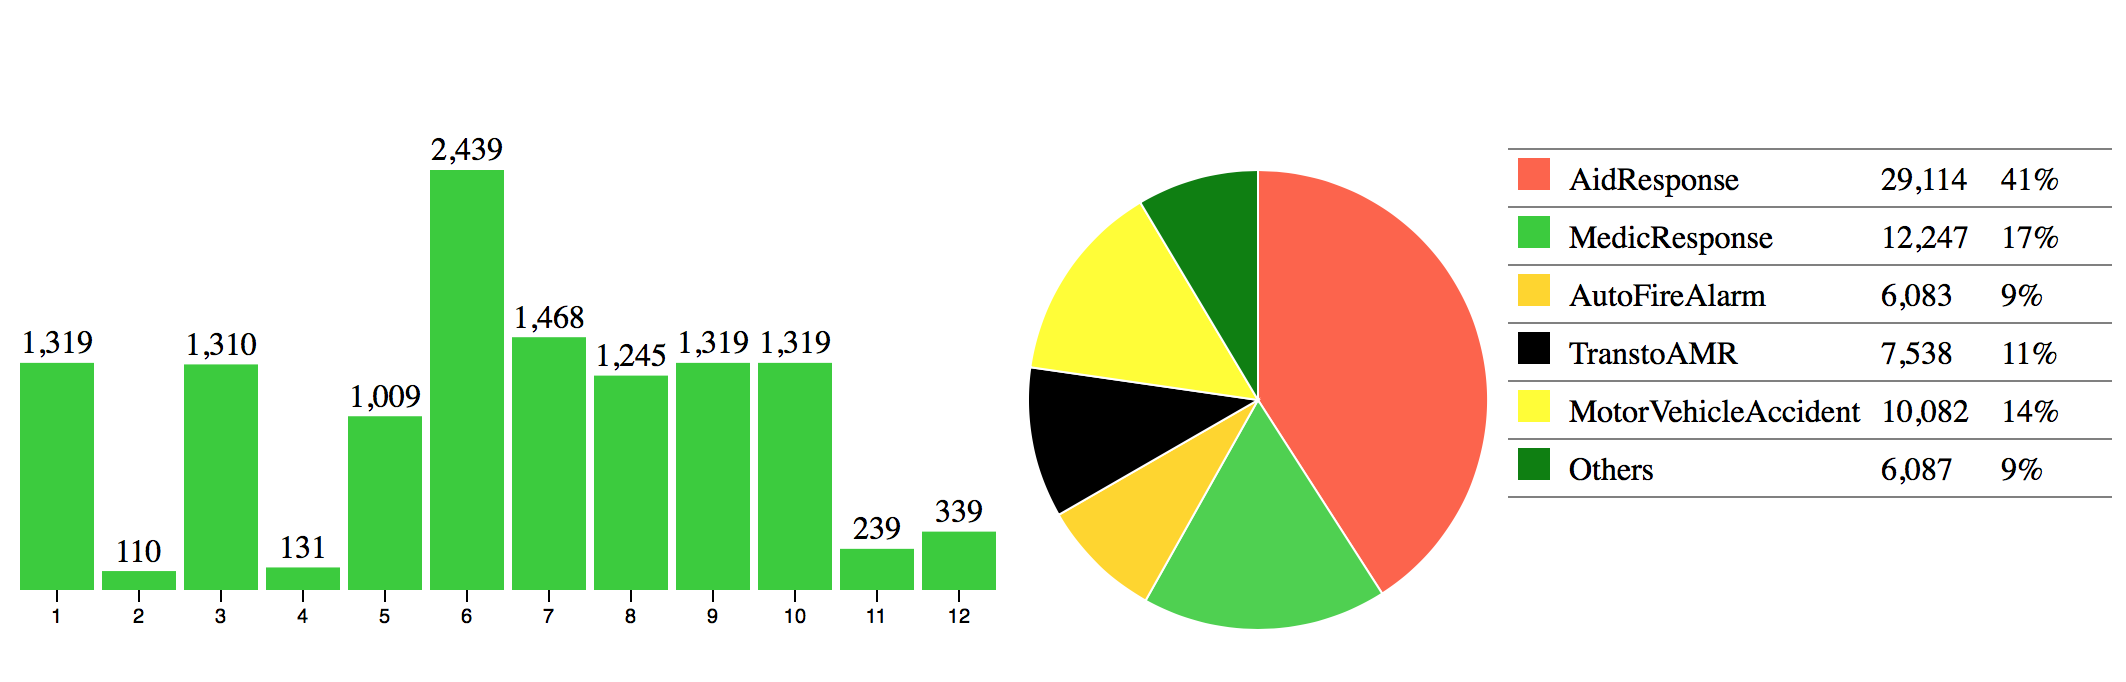 2,439
1,468
1,319
1,310
1,245
1,319
1,319
1,009
110
131
239
339
1 2 3 4 5 6 7 8 9 10 11 12
AidResponse 29,114 41%
MedicResponse 12,247 17%
AutoFireAlarm 6,083 9%
TranstoAMR 7,538 11%
MotorVehicleAccident 10,082 14%
Others 6,087 9%